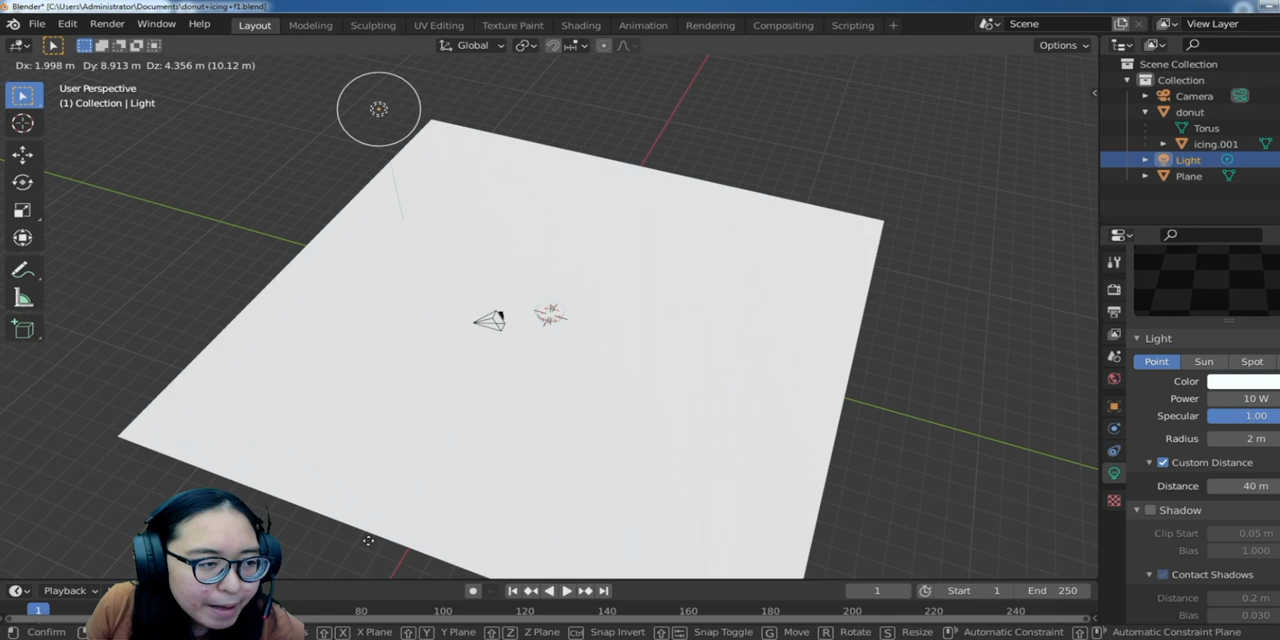 Blender* [C:\Users\Administrator\Documents\donut+icing+f1.blend]
File Edit Render Window Help Layout Modeling Sculpting UV Editing Texture Paint Shading Animation Rendering Compositing Scripting + Scene View Layer
Global Options
Dx: 1.998 m Dy: 8.913 m Dz: 4.356 m (10.12 m)
User Perspective
(1) Collection | Light
Scene Collection
Collection
Camera
donut
Torus
icing.001
Light
Plane
Light
Point Sun Spot
Color
Power 10 W
Specular 1.00
Radius 2 m
Custom Distance
Distance 40 m
Shadow
Clip Start 0.05 m
Bias 1.000
Contact Shadows
Distance 0.2 m
Bias 0.030
Playback 1 Start 1 End 250
1 80 100 120 140 160 180 200 220 240
Confirm X X Plane Y Y Plane Z Z Plane Ctrl Snap Invert Snap Toggle G Move R Rotate S Resize Automatic Constraint Automatic Constraint Plane